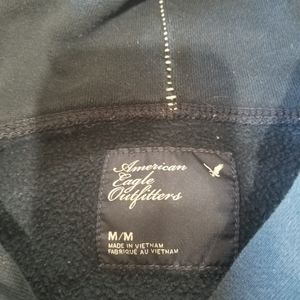 American
Eagle
Outfitters
M/M
MADE IN VIETNAM
FABRIQUÉ AU VIETNAM